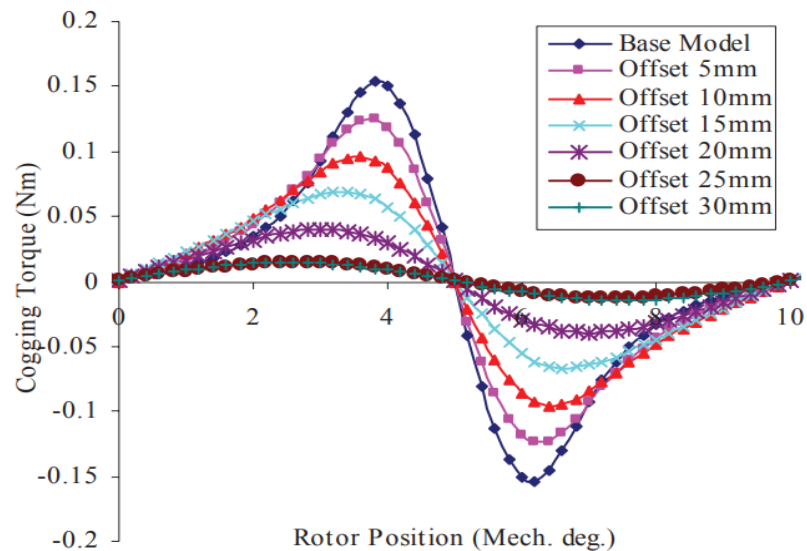 0.2
0.15
0.1
0.05
0
-0.05
-0.1
-0.15
-0.2
Cogging Torque (Nm)
Base Model
Offset 5mm
Offset 10mm
Offset 15mm
Offset 20mm
Offset 25mm
Offset 30mm
0 2 4 6 8 10
Rotor Position (Mech. deg.)